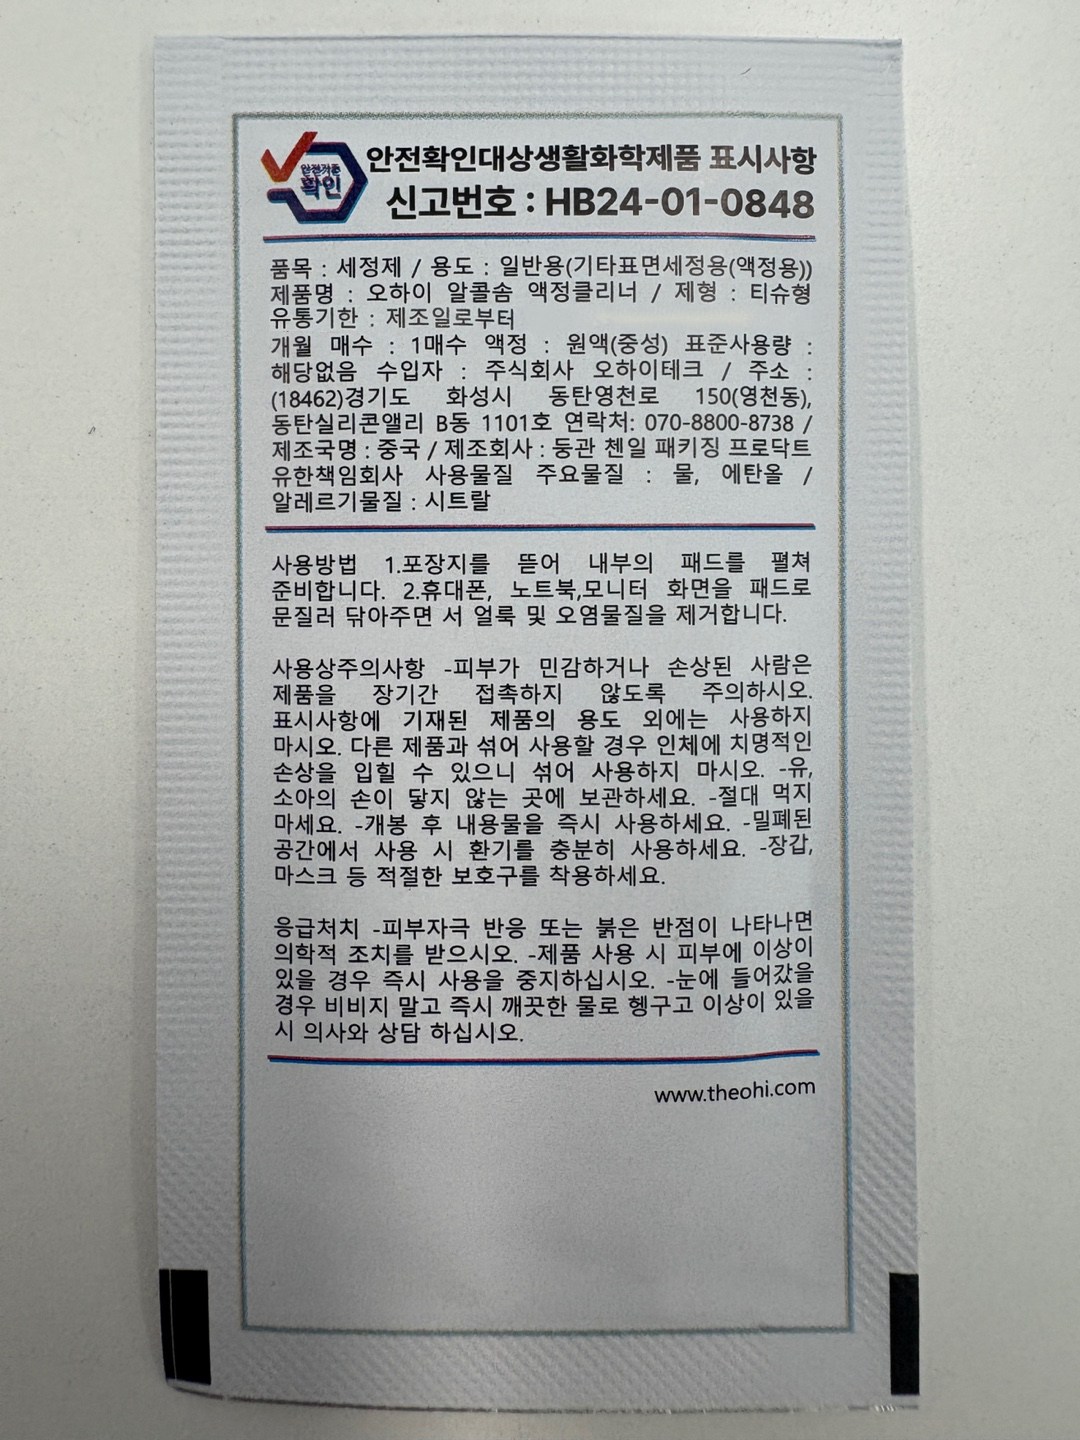 안전기준
확인
안전확인대상생활화학제품 표시사항
신고번호 : HB24-01-0848
품목 : 세정제 / 용도 : 일반용(기타표면세정용(액정용))
제품명 : 오하이 알콜솜 액정클리너 / 제형 : 티슈형
유통기한 : 제조일로부터
개월 매수 : 1매수 액정 : 원액(중성) 표준사용량 :
해당없음 수입자 : 주식회사 오하이테크 / 주소 :
(18462)경기도 화성시 동탄영천로 150(영천동),
동탄실리콘앨리 B동 1101호 연락처: 070-8800-8738 /
제조국명 : 중국 / 제조회사 : 둥관 첸일 패키징 프로닥트
유한책임회사 사용물질 주요물질 : 물, 에탄올 /
알레르기물질 : 시트랄
사용방법 1.포장지를 뜯어 내부의 패드를 펼쳐
준비합니다. 2.휴대폰, 노트북,모니터 화면을 패드로
문질러 닦아주면 서 얼룩 및 오염물질을 제거합니다.
사용상주의사항 -피부가 민감하거나 손상된 사람은
제품을 장기간 접촉하지 않도록 주의하시오.
표시사항에 기재된 제품의 용도 외에는 사용하지
마시오. 다른 제품과 섞어 사용할 경우 인체에 치명적인
손상을 입힐 수 있으니 섞어 사용하지 마시오. -유,
소아의 손이 닿지 않는 곳에 보관하세요. -절대 먹지
마세요. -개봉 후 내용물을 즉시 사용하세요. -밀폐된
공간에서 사용 시 환기를 충분히 사용하세요. -장갑,
마스크 등 적절한 보호구를 착용하세요.
응급처치 -피부자극 반응 또는 붉은 반점이 나타나면
의학적 조치를 받으시오. -제품 사용 시 피부에 이상이
있을 경우 즉시 사용을 중지하십시오. -눈에 들어갔을
경우 비비지 말고 즉시 깨끗한 물로 헹구고 이상이 있을
시 의사와 상담 하십시오.
www.theohi.com